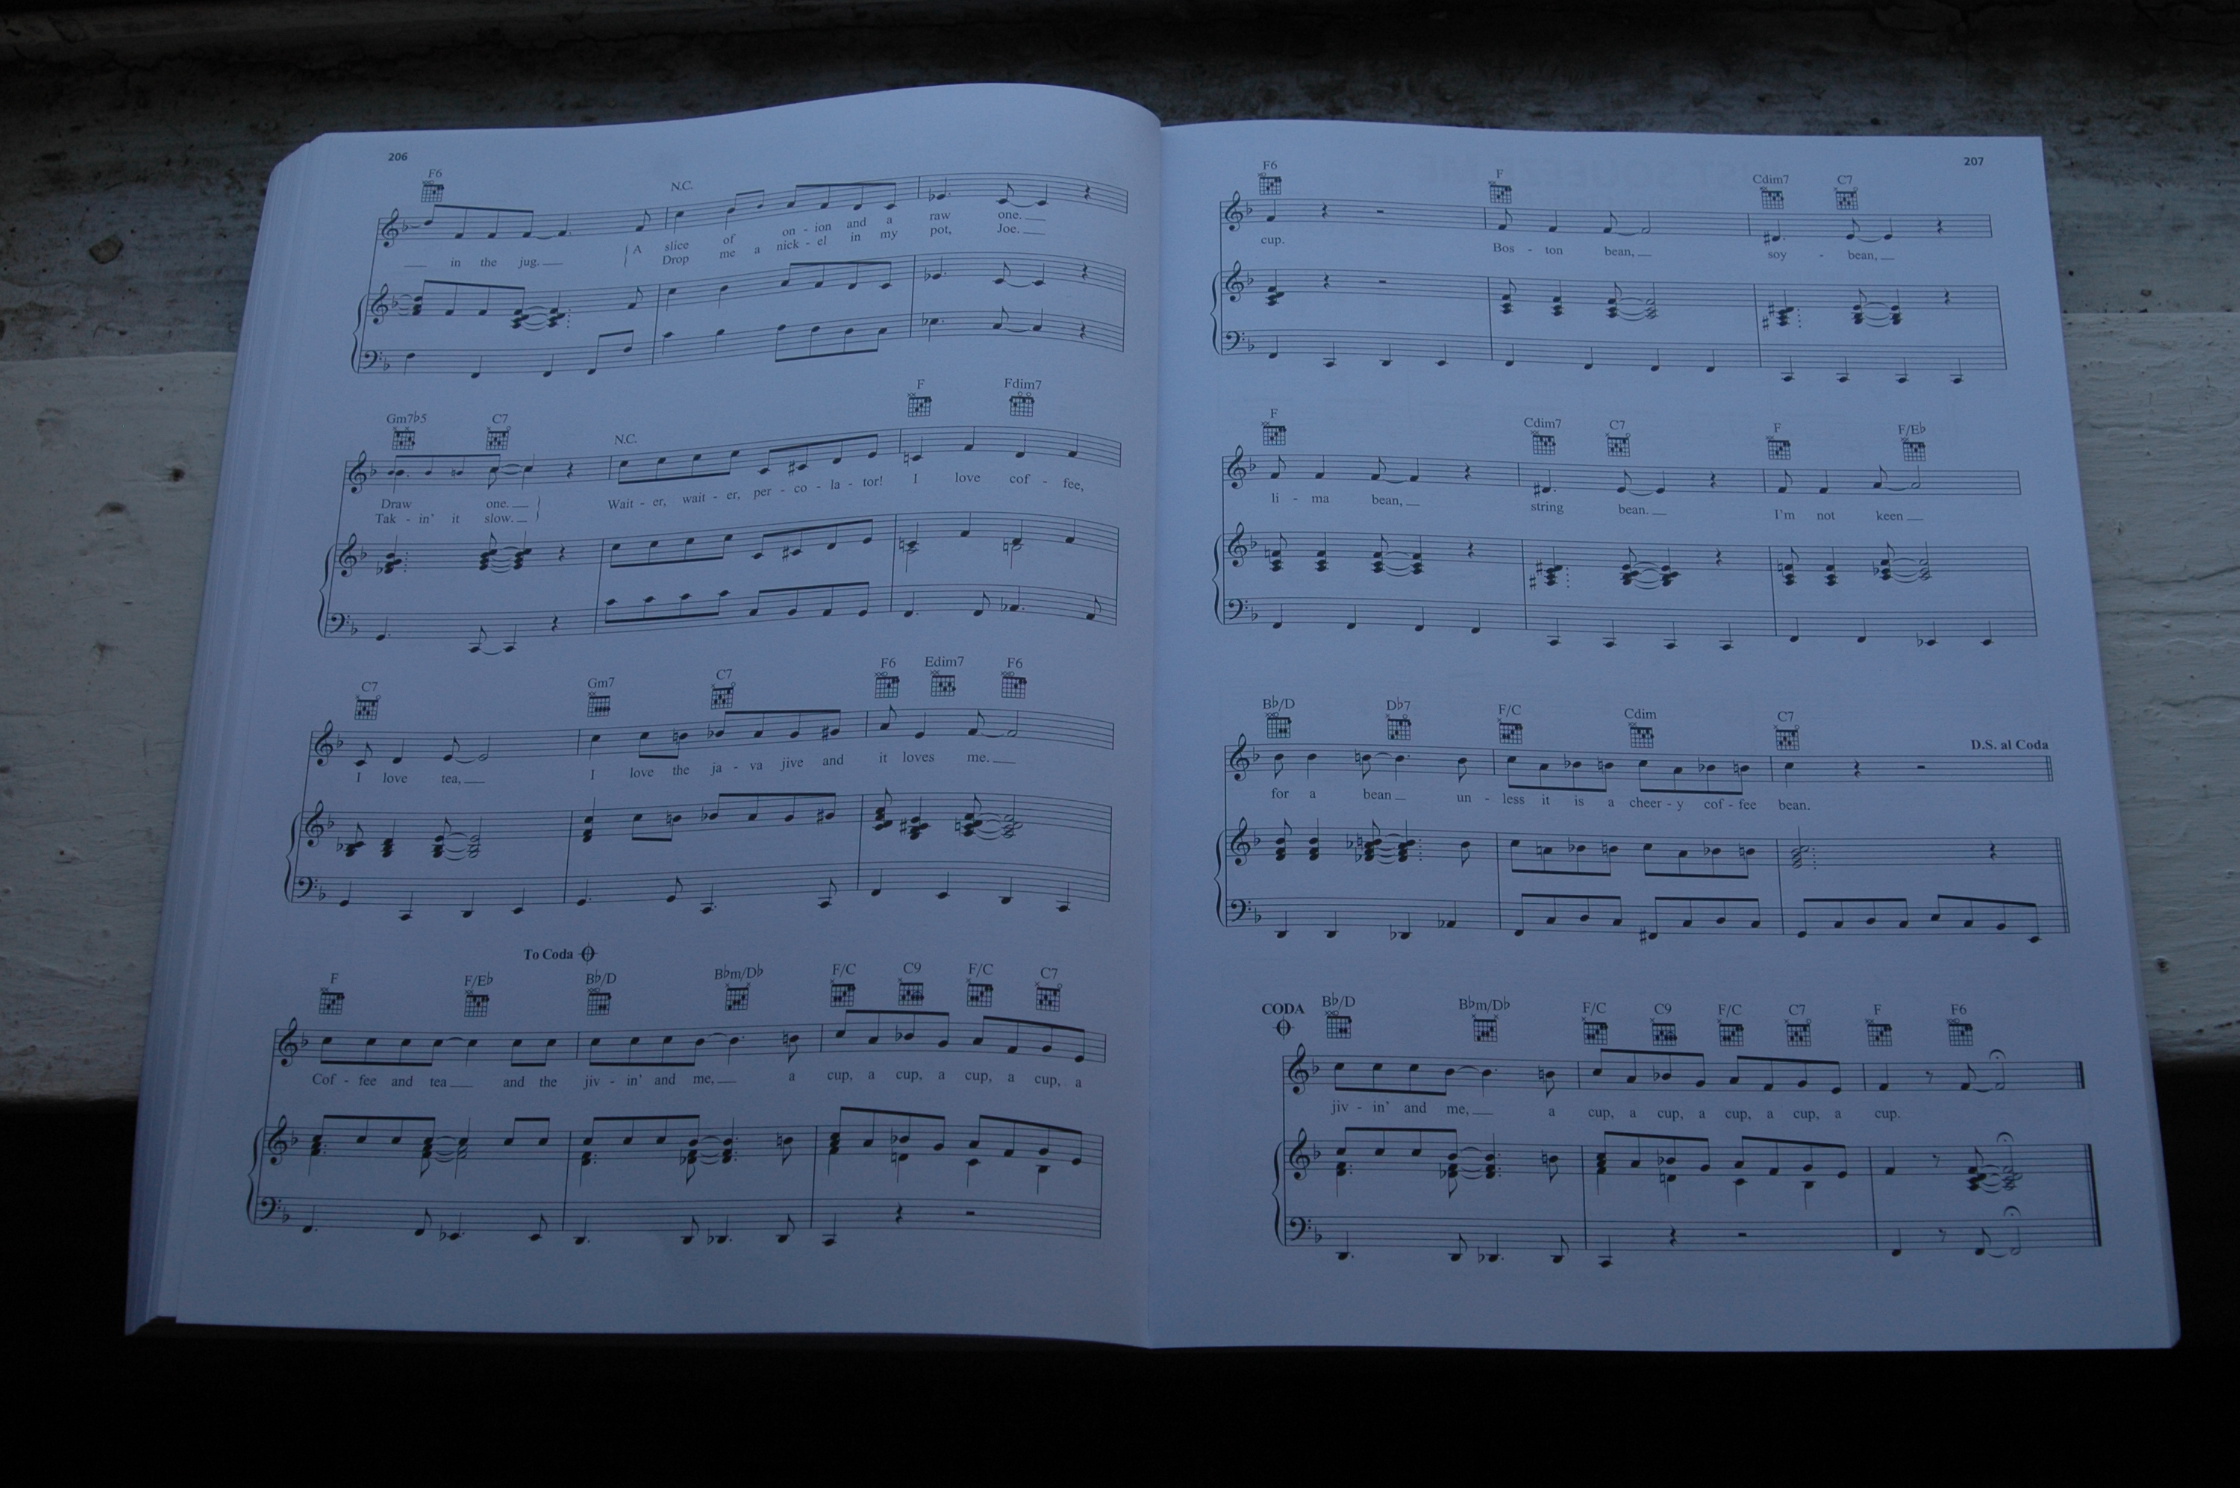 206
F6 N.C.
in the jug. A slice of on - ion and a raw one.
Drop me a nick - el in my pot, Joe.
Gm7♭5 C7 N.C. F Fdim7
Draw one. Wait - er, wait - er, per - co - la - tor! I love cof - fee,
Tak - in' it slow.
C7 Gm7 C7 F6 Edim7 F6
I love tea, I love the ja - va jive and it loves me.
To Coda
F F/E♭ B♭/D B♭m/D♭ F/C C9 F/C C7
Cof - fee and tea and the jiv - in' and me, a cup, a cup, a cup, a cup, a
207
F6 F Cdim7 C7
cup. Bos - ton bean, soy - bean,
F Cdim7 C7 F F/E♭
li - ma bean, string bean. I'm not keen
B♭/D D♭7 F/C Cdim C7
D.S. al Coda
for a bean un - less it is a cheer - y cof - fee bean.
CODA
B♭/D B♭m/D♭ F/C C9 F/C C7 F F6
jiv - in' and me, a cup, a cup, a cup, a cup, a cup.